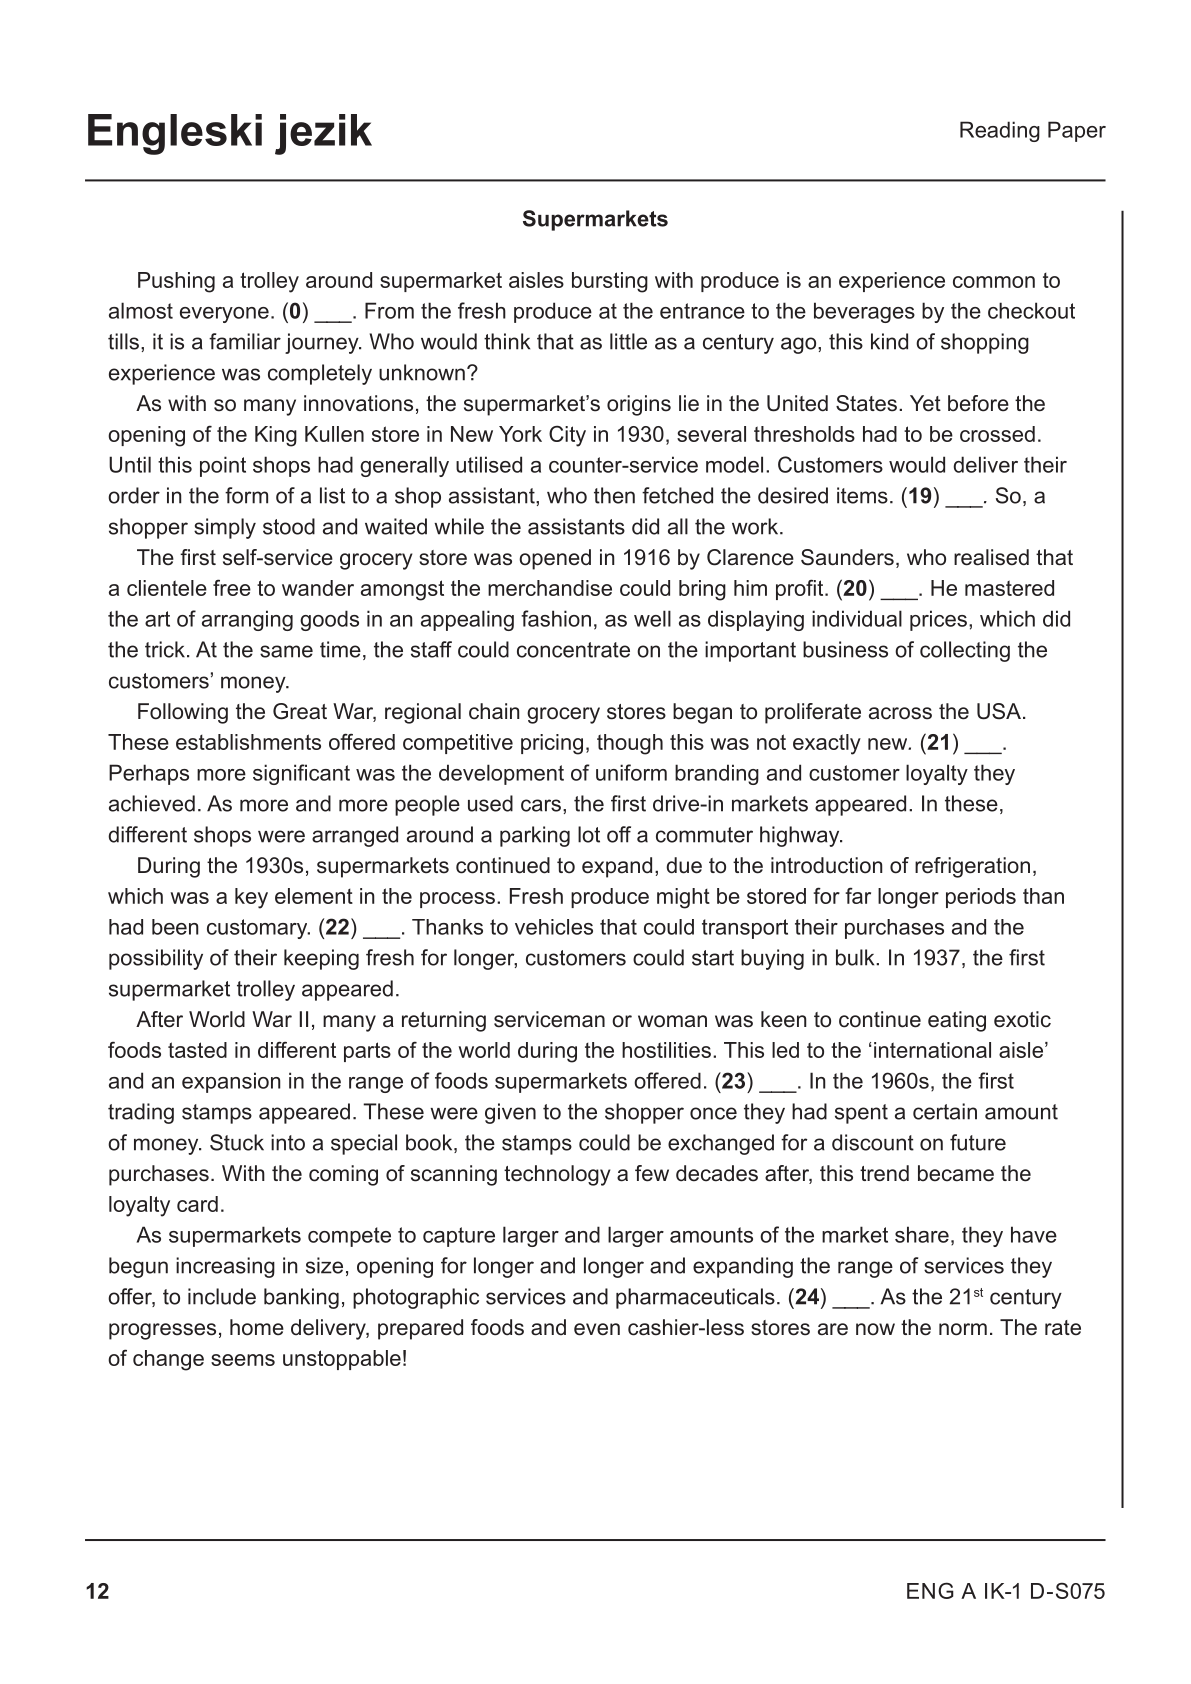 Engleski jezik
Reading Paper
Supermarkets
Pushing a trolley around supermarket aisles bursting with produce is an experience common to
almost everyone. (0) ___. From the fresh produce at the entrance to the beverages by the checkout
tills, it is a familiar journey. Who would think that as little as a century ago, this kind of shopping
experience was completely unknown?
As with so many innovations, the supermarket’s origins lie in the United States. Yet before the
opening of the King Kullen store in New York City in 1930, several thresholds had to be crossed.
Until this point shops had generally utilised a counter-service model. Customers would deliver their
order in the form of a list to a shop assistant, who then fetched the desired items. (19) ___. So, a
shopper simply stood and waited while the assistants did all the work.
The first self-service grocery store was opened in 1916 by Clarence Saunders, who realised that
a clientele free to wander amongst the merchandise could bring him profit. (20) ___. He mastered
the art of arranging goods in an appealing fashion, as well as displaying individual prices, which did
the trick. At the same time, the staff could concentrate on the important business of collecting the
customers’ money.
Following the Great War, regional chain grocery stores began to proliferate across the USA.
These establishments offered competitive pricing, though this was not exactly new. (21) ___.
Perhaps more significant was the development of uniform branding and customer loyalty they
achieved. As more and more people used cars, the first drive-in markets appeared. In these,
different shops were arranged around a parking lot off a commuter highway.
During the 1930s, supermarkets continued to expand, due to the introduction of refrigeration,
which was a key element in the process. Fresh produce might be stored for far longer periods than
had been customary. (22) ___. Thanks to vehicles that could transport their purchases and the
possibility of their keeping fresh for longer, customers could start buying in bulk. In 1937, the first
supermarket trolley appeared.
After World War II, many a returning serviceman or woman was keen to continue eating exotic
foods tasted in different parts of the world during the hostilities. This led to the ‘international aisle’
and an expansion in the range of foods supermarkets offered. (23) ___. In the 1960s, the first
trading stamps appeared. These were given to the shopper once they had spent a certain amount
of money. Stuck into a special book, the stamps could be exchanged for a discount on future
purchases. With the coming of scanning technology a few decades after, this trend became the
loyalty card.
As supermarkets compete to capture larger and larger amounts of the market share, they have
begun increasing in size, opening for longer and longer and expanding the range of services they
offer, to include banking, photographic services and pharmaceuticals. (24) ___. As the 21st century
progresses, home delivery, prepared foods and even cashier-less stores are now the norm. The rate
of change seems unstoppable!
12
ENG A IK-1 D-S075